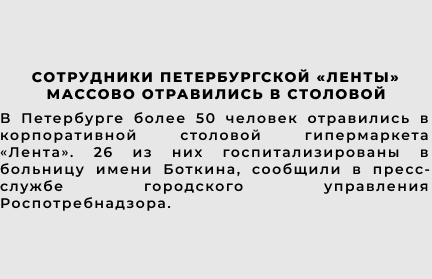 СОТРУДНИКИ ПЕТЕРБУРГСКОЙ «ЛЕНТЫ»
МАССОВО ОТРАВИЛИСЬ В СТОЛОВОЙ
В Петербурге более 50 человек отравились в
корпоративной столовой гипермаркета
«Лента». 26 из них госпитализированы в
больницу имени Боткина, сообщили в пресс-
службе городского управления
Роспотребнадзора.